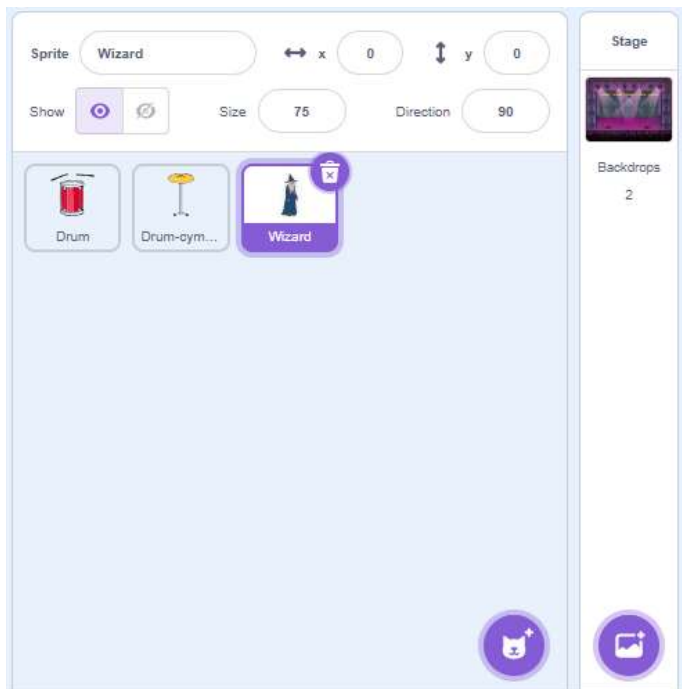 Sprite Wizard x 0 y 0
Show Size 75 Direction 90
Drum Drum-cym... Wizard
Stage
Backdrops
2